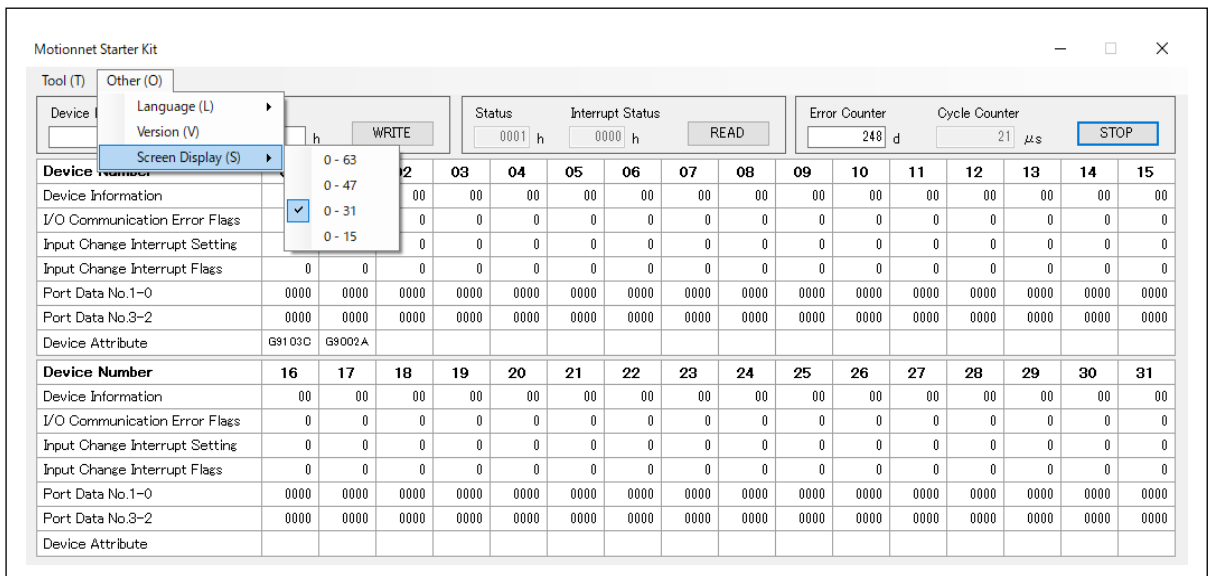 Motionnet Starter Kit
Tool (T) Other (O)
Language (L)
Version (V)
Screen Display (S)
0 - 63
0 - 47
0 - 31
0 - 15
Device
h WRITE
Status Interrupt Status
0001 h 0000 h READ
Error Counter Cycle Counter
248 d 21 μs STOP
Device Number 02 03 04 05 06 07 08 09 10 11 12 13 14 15
Device Information 00 00 00 00 00 00 00 00 00 00 00 00 00 00
I/O Communication Error Flags 0 0 0 0 0 0 0 0 0 0 0 0 0 0
Input Change Interrupt Setting 0 0 0 0 0 0 0 0 0 0 0 0 0 0
Input Change Interrupt Flags 0 0 0 0 0 0 0 0 0 0 0 0 0 0 0 0
Port Data No.1-0 0000 0000 0000 0000 0000 0000 0000 0000 0000 0000 0000 0000 0000 0000 0000 0000
Port Data No.3-2 0000 0000 0000 0000 0000 0000 0000 0000 0000 0000 0000 0000 0000 0000 0000 0000
Device Attribute G9103C G9002A
Device Number 16 17 18 19 20 21 22 23 24 25 26 27 28 29 30 31
Device Information 00 00 00 00 00 00 00 00 00 00 00 00 00 00 00 00
I/O Communication Error Flags 0 0 0 0 0 0 0 0 0 0 0 0 0 0 0 0
Input Change Interrupt Setting 0 0 0 0 0 0 0 0 0 0 0 0 0 0 0 0
Input Change Interrupt Flags 0 0 0 0 0 0 0 0 0 0 0 0 0 0 0 0
Port Data No.1-0 0000 0000 0000 0000 0000 0000 0000 0000 0000 0000 0000 0000 0000 0000 0000 0000
Port Data No.3-2 0000 0000 0000 0000 0000 0000 0000 0000 0000 0000 0000 0000 0000 0000 0000 0000
Device Attribute